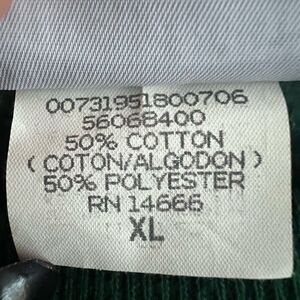 00731951800706
56068400
50% COTTON
( COTON/ALGODON )
50% POLYESTER
RN 14666
XL